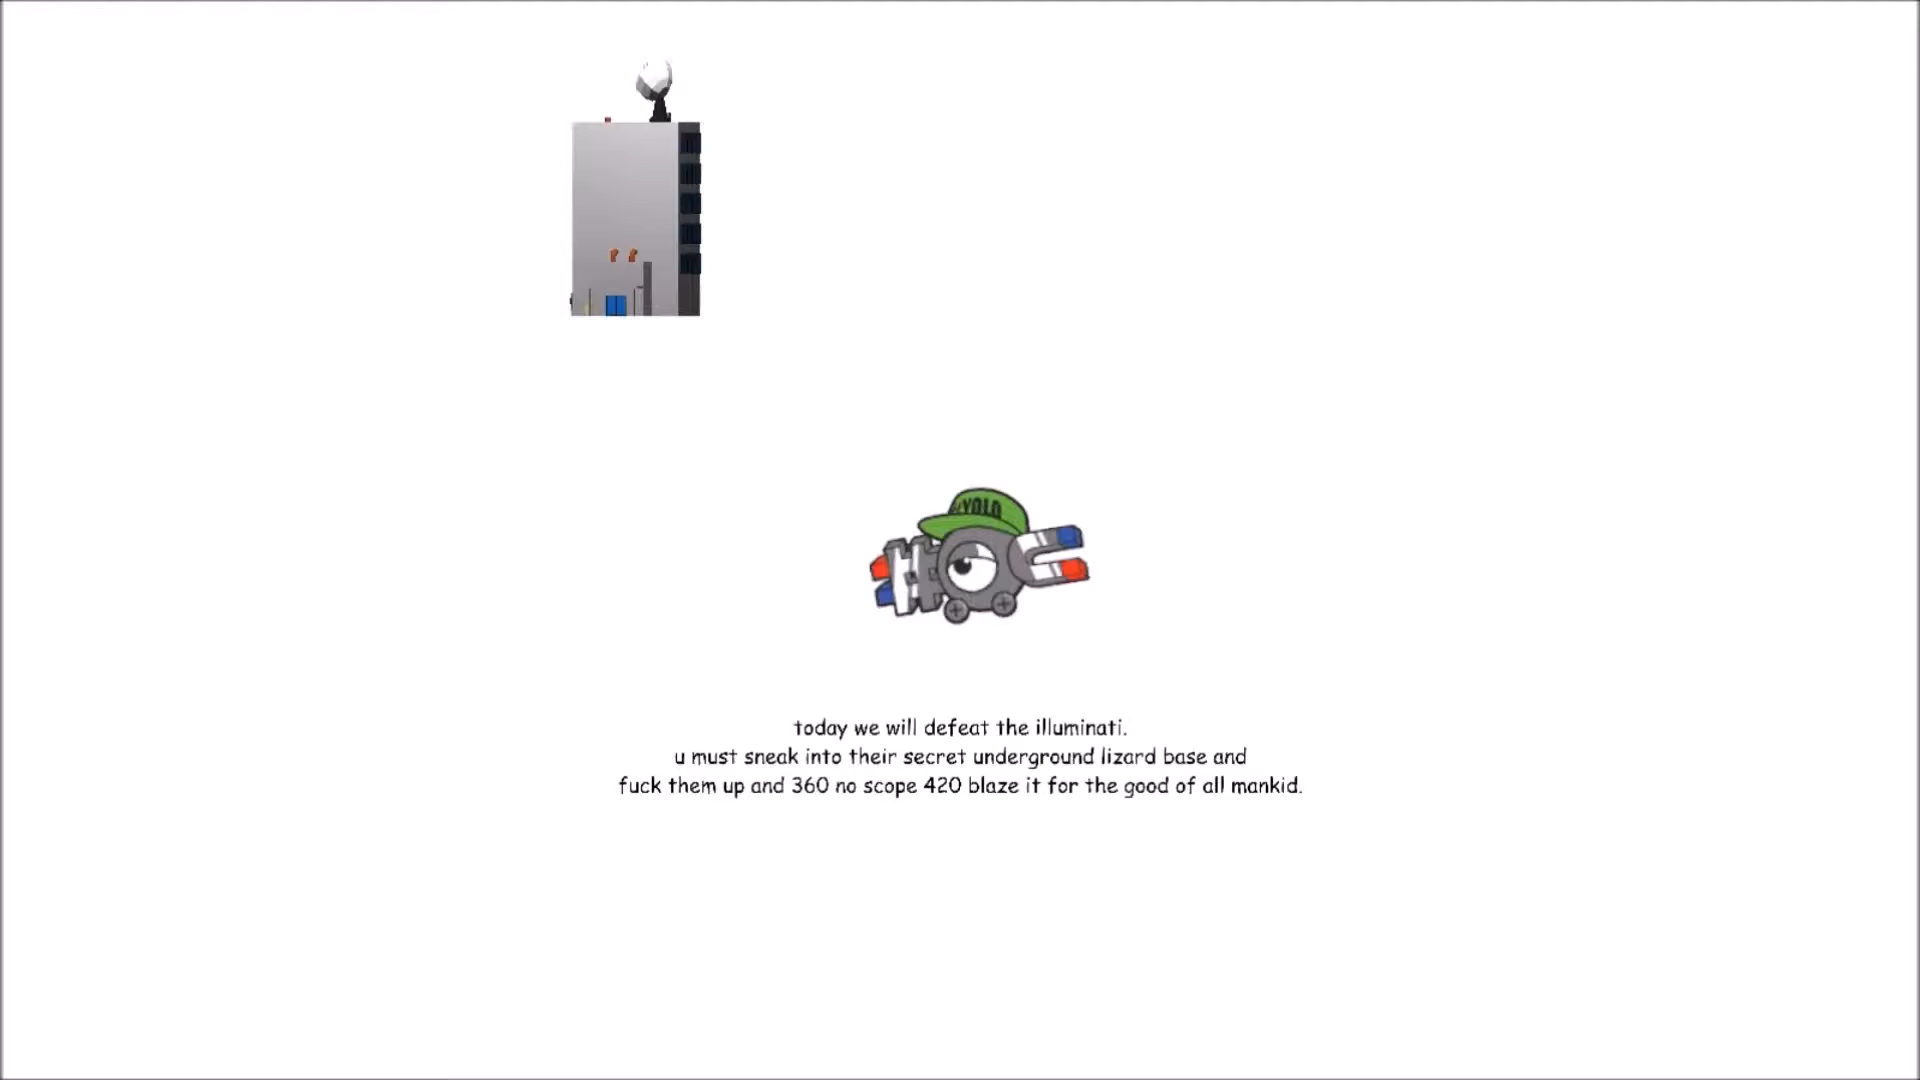 #YOLO
today we will defeat the illuminati.
u must sneak into their secret underground lizard base and
fuck them up and 360 no scope 420 blaze it for the good of all mankid.